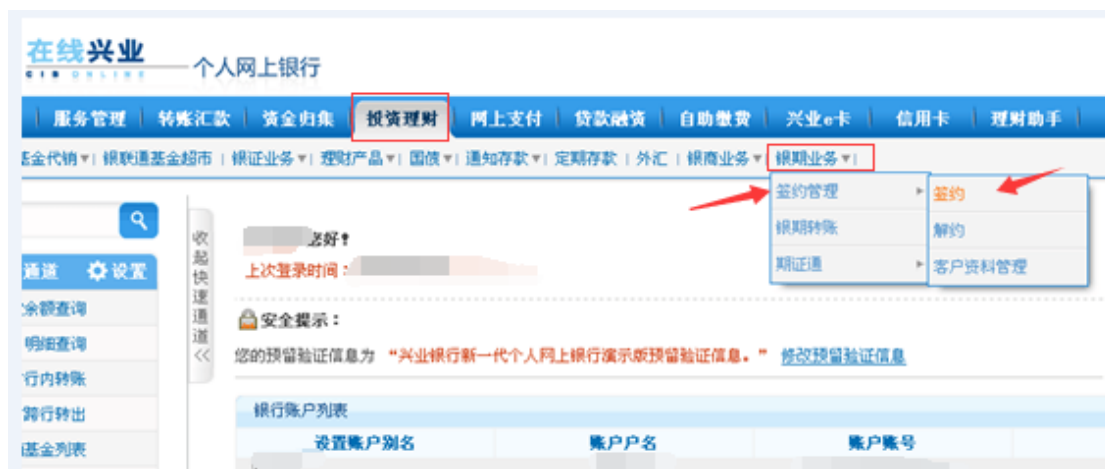 在线兴业
CIB ONLINE
个人网上银行
服务管理 转账汇款 资金归集 投资理财 网上支付 贷款融资 自助缴费 兴业e卡 信用卡 理财助手
基金代销 银联通基金超市 银证业务 理财产品 国债 通知存款 定期存款 外汇 银商业务 银期业务
签约管理 签约
银期转账 解约
期证通 客户资料管理
收起快速通道
您好!
上次登录时间:
通道 设置
余额查询
明细查询
行内转账
跨行转出
基金列表
安全提示:
您的预留验证信息为 “兴业银行新一代个人网上银行演示版预留验证信息。” 修改预留验证信息
银行账户列表
设置账户别名 账户户名 账户账号